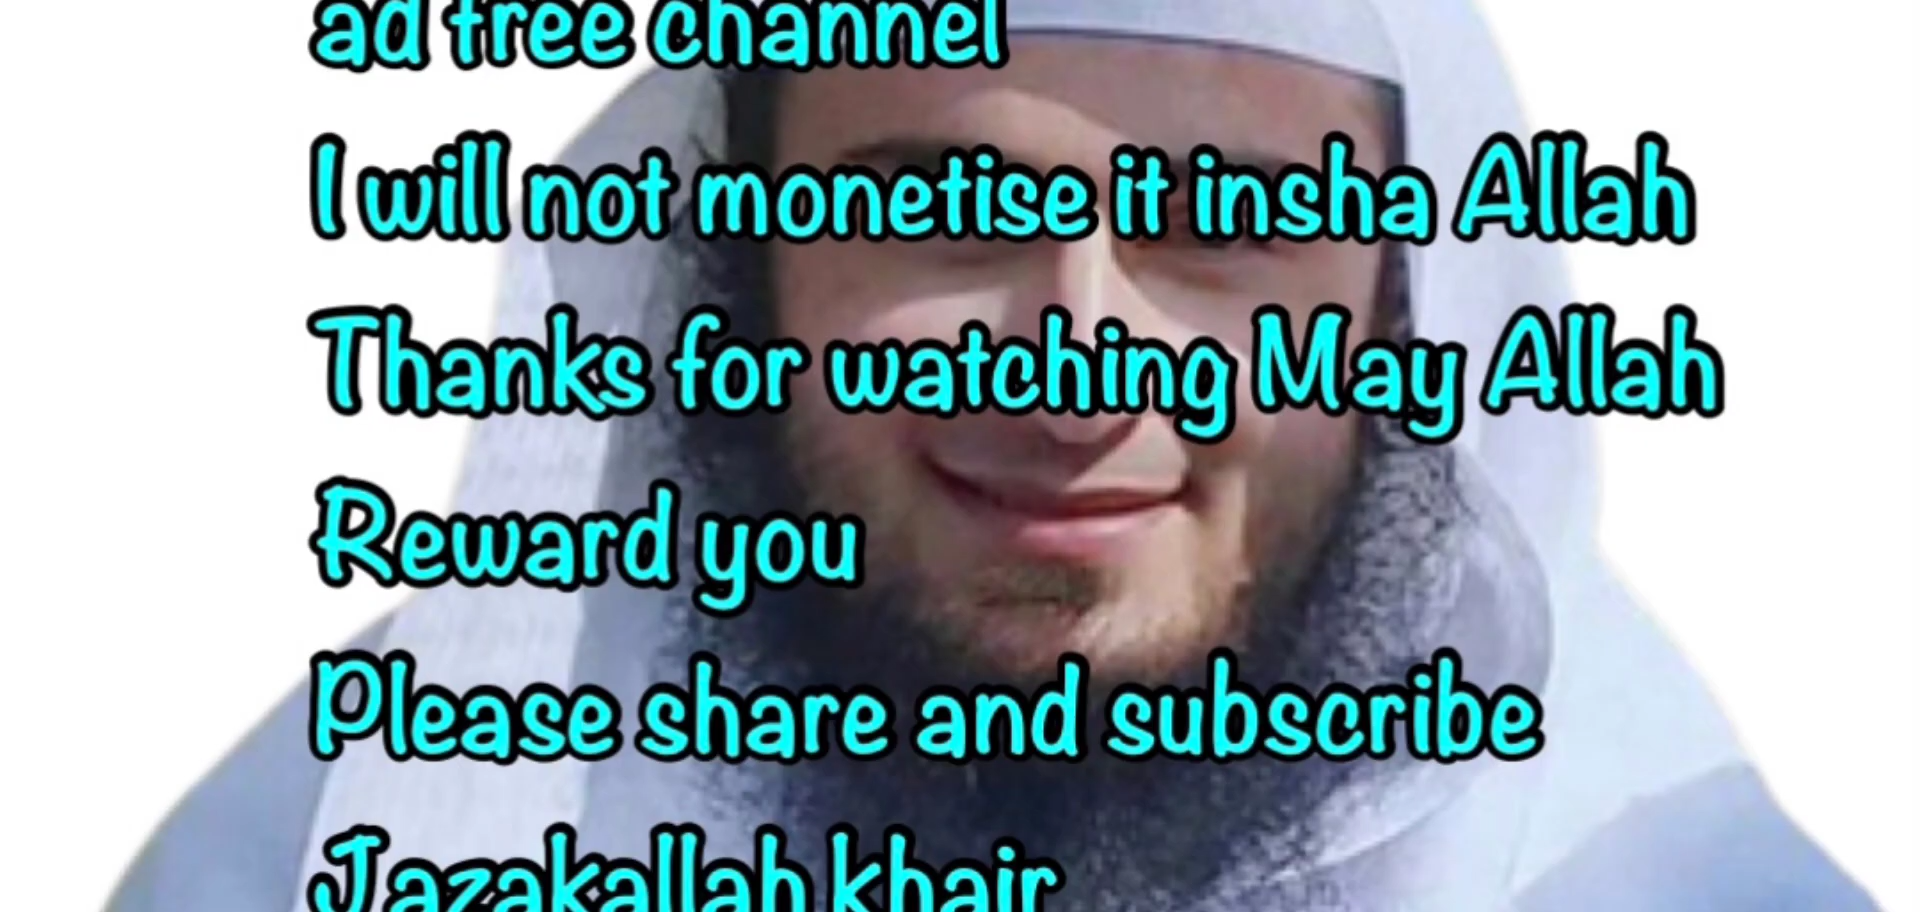 ad free channel
I will not monetise it insha Allah
Thanks for watching May Allah
Reward you
Please share and subscribe
Jazakallah khair